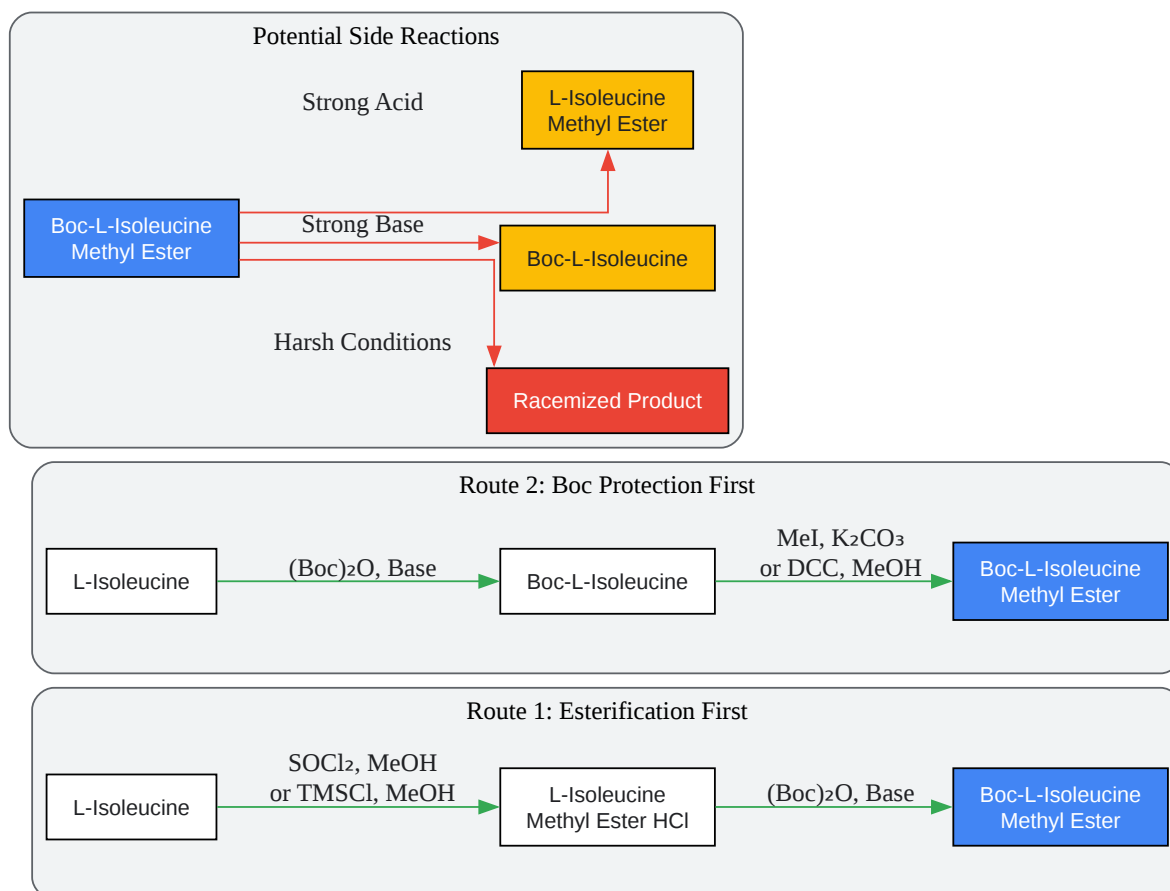 Potential Side Reactions
Strong Acid
L-Isoleucine
Methyl Ester
Boc-L-Isoleucine
Methyl Ester
Strong Base
Boc-L-Isoleucine
Harsh Conditions
Racemized Product
Route 2: Boc Protection First
L-Isoleucine
(Boc)₂O, Base
Boc-L-Isoleucine
MeI, K₂CO₃
or DCC, MeOH
Boc-L-Isoleucine
Methyl Ester
Route 1: Esterification First
L-Isoleucine
SOCl₂, MeOH
or TMSCl, MeOH
L-Isoleucine
Methyl Ester HCl
(Boc)₂O, Base
Boc-L-Isoleucine
Methyl Ester